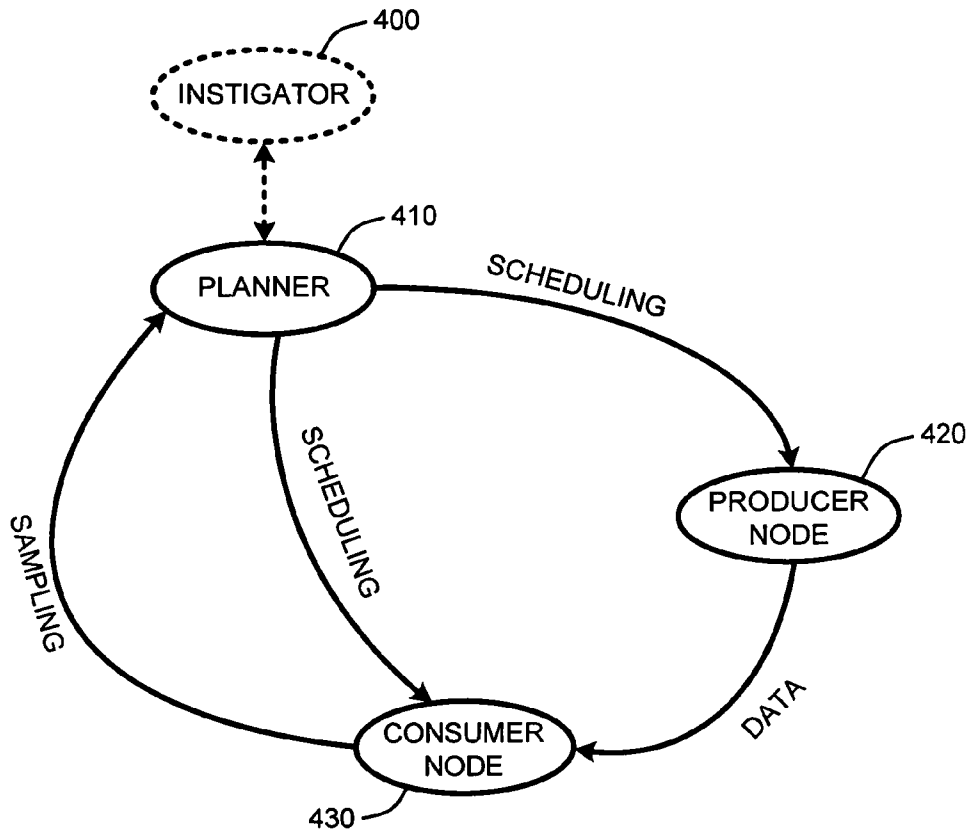 400
INSTIGATOR
410
PLANNER
SCHEDULING
SCHEDULING
420
PRODUCER
NODE
SAMPLING
DATA
CONSUMER
NODE
430